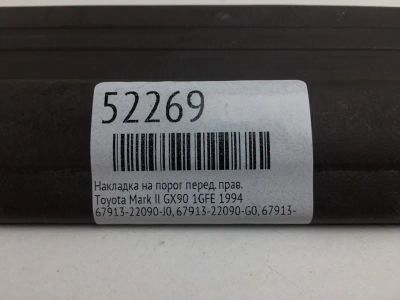 52269
Накладка на порог перед. прав.
Toyota Mark II GX90 1GFE 1994
67913-22090-J0, 67913-22090-G0, 67913-